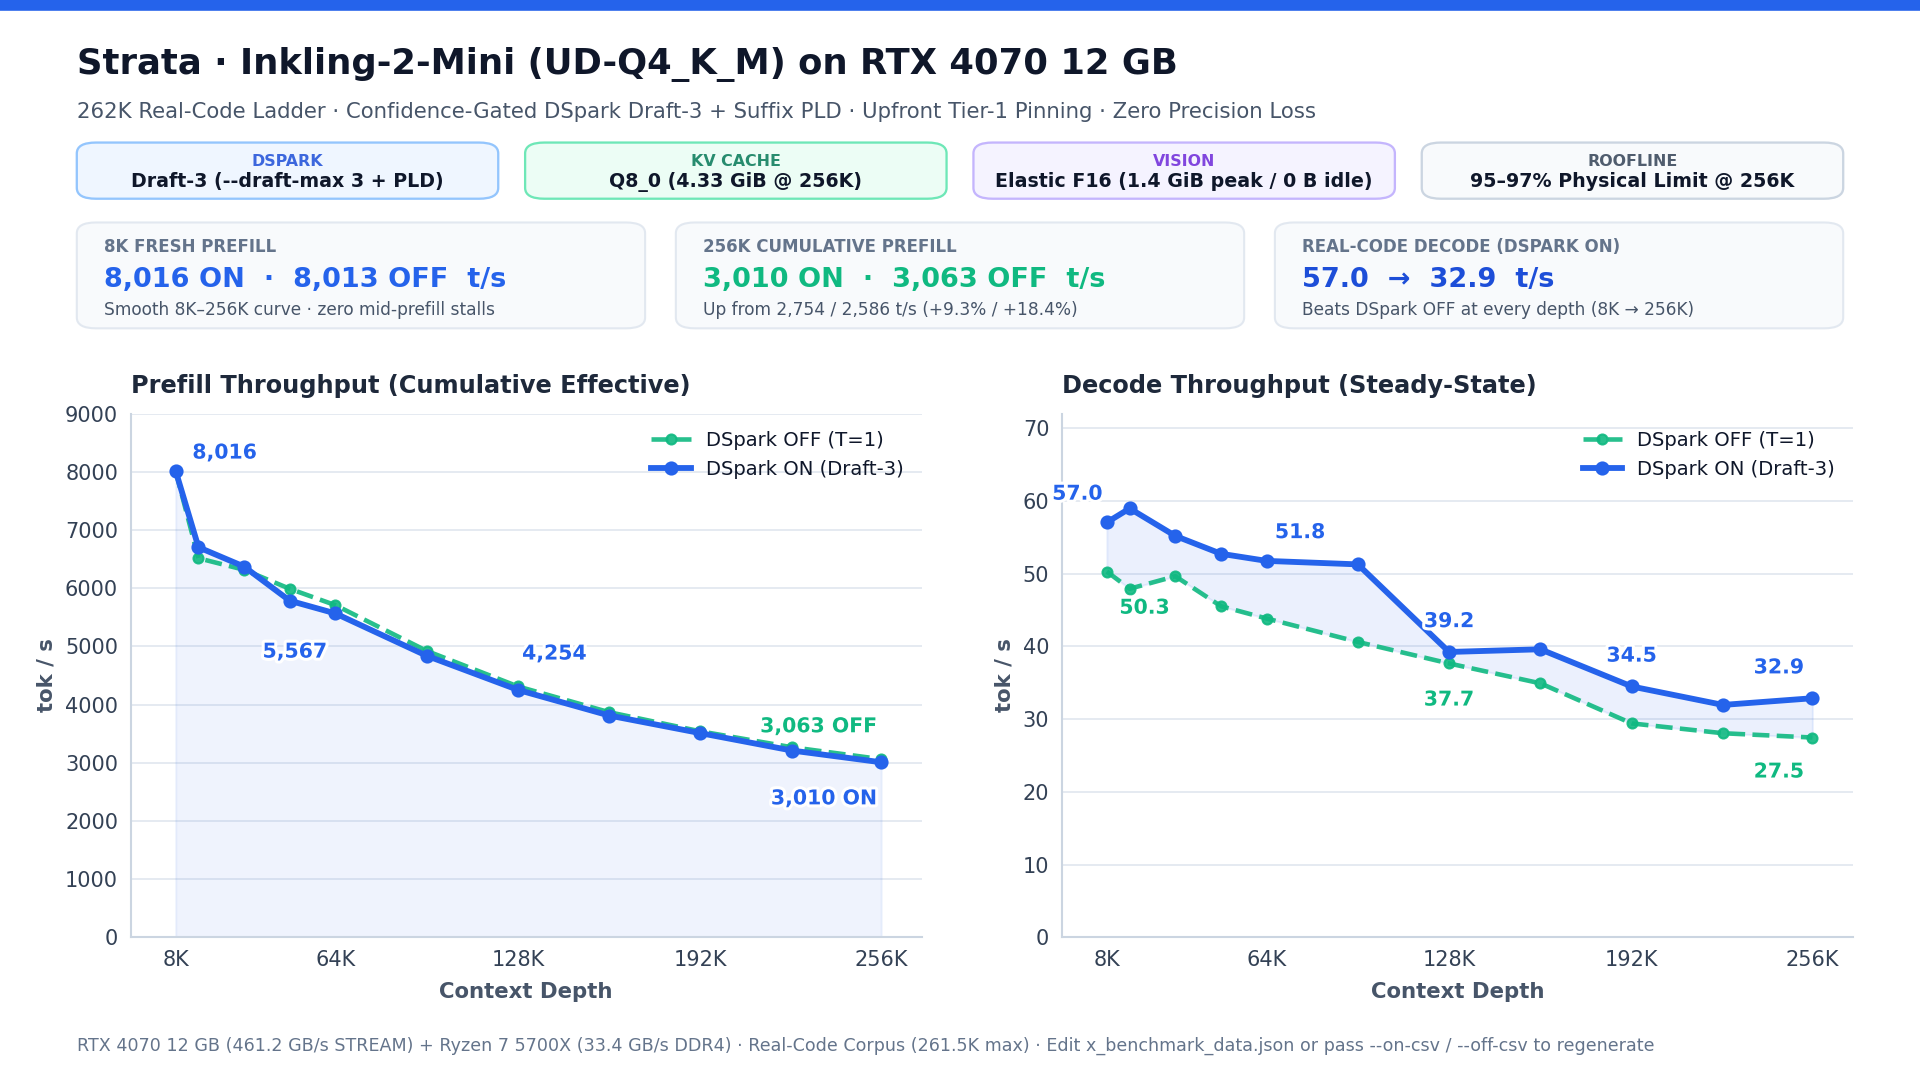 Strata · Inkling-2-Mini (UD-Q4_K_M) on RTX 4070 12 GB
262K Real-Code Ladder · Confidence-Gated DSpark Draft-3 + Suffix PLD · Upfront Tier-1 Pinning · Zero Precision Loss
DSPARK
Draft-3 (--draft-max 3 + PLD)
KV CACHE
Q8_0 (4.33 GiB @ 256K)
VISION
Elastic F16 (1.4 GiB peak / 0 B idle)
ROOFLINE
95–97% Physical Limit @ 256K
8K FRESH PREFILL
8,016 ON · 8,013 OFF t/s
Smooth 8K–256K curve · zero mid-prefill stalls
256K CUMULATIVE PREFILL
3,010 ON · 3,063 OFF t/s
Up from 2,754 / 2,586 t/s (+9.3% / +18.4%)
REAL-CODE DECODE (DSPARK ON)
57.0 → 32.9 t/s
Beats DSpark OFF at every depth (8K → 256K)
Prefill Throughput (Cumulative Effective)
9000
8000
7000
6000
5000
4000
3000
2000
1000
0
tok / s
DSpark OFF (T=1)
DSpark ON (Draft-3)
8,016
5,567
4,254
3,063 OFF
3,010 ON
8K
64K
128K
192K
256K
Context Depth
Decode Throughput (Steady-State)
70
60
50
40
30
20
10
0
tok / s
DSpark OFF (T=1)
DSpark ON (Draft-3)
57.0
51.8
50.3
39.2
34.5
32.9
37.7
27.5
8K
64K
128K
192K
256K
Context Depth
RTX 4070 12 GB (461.2 GB/s STREAM) + Ryzen 7 5700X (33.4 GB/s DDR4) · Real-Code Corpus (261.5K max) · Edit x_benchmark_data.json or pass --on-csv / --off-csv to regenerate